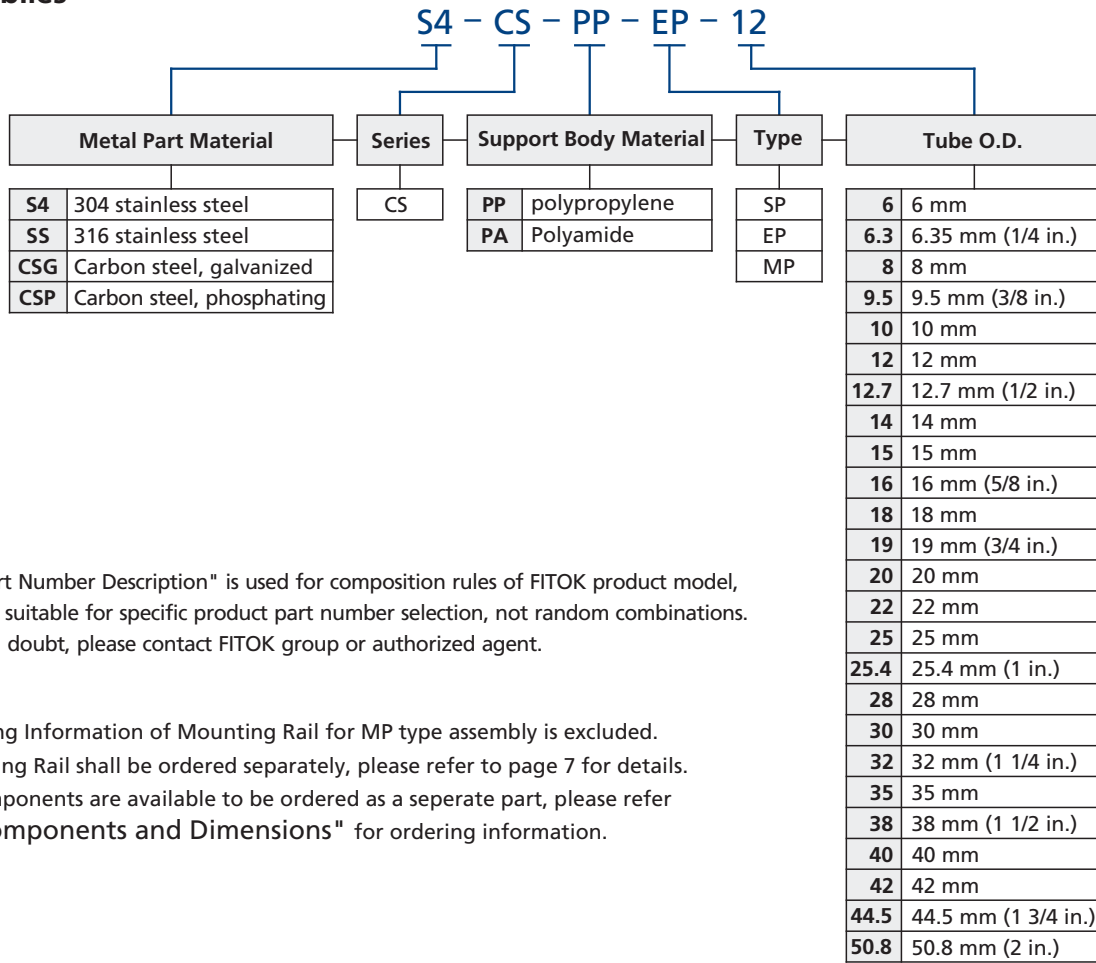 S4 – CS – PP – EP – 12
Metal Part Material
S4 304 stainless steel
SS 316 stainless steel
CSG Carbon steel, galvanized
CSP Carbon steel, phosphating
Series
CS
Support Body Material
PP polypropylene
PA Polyamide
Type
SP
EP
MP
Tube O.D.
6 6 mm
6.3 6.35 mm (1/4 in.)
8 8 mm
9.5 9.5 mm (3/8 in.)
10 10 mm
12 12 mm
12.7 12.7 mm (1/2 in.)
14 14 mm
15 15 mm
16 16 mm (5/8 in.)
18 18 mm
19 19 mm (3/4 in.)
20 20 mm
22 22 mm
25 25 mm
25.4 25.4 mm (1 in.)
28 28 mm
30 30 mm
32 32 mm (1 1/4 in.)
35 35 mm
38 38 mm (1 1/2 in.)
40 40 mm
42 42 mm
44.5 44.5 mm (1 3/4 in.)
50.8 50.8 mm (2 in.)
Number Description" is used for composition rules of FITOK product model,
suitable for specific product part number selection, not random combinations.
doubt, please contact FITOK group or authorized agent.
Information of Mounting Rail for MP type assembly is excluded.
Rail shall be ordered separately, please refer to page 7 for details.
are available to be ordered as a seperate part, please refer
and Dimensions" for ordering information.